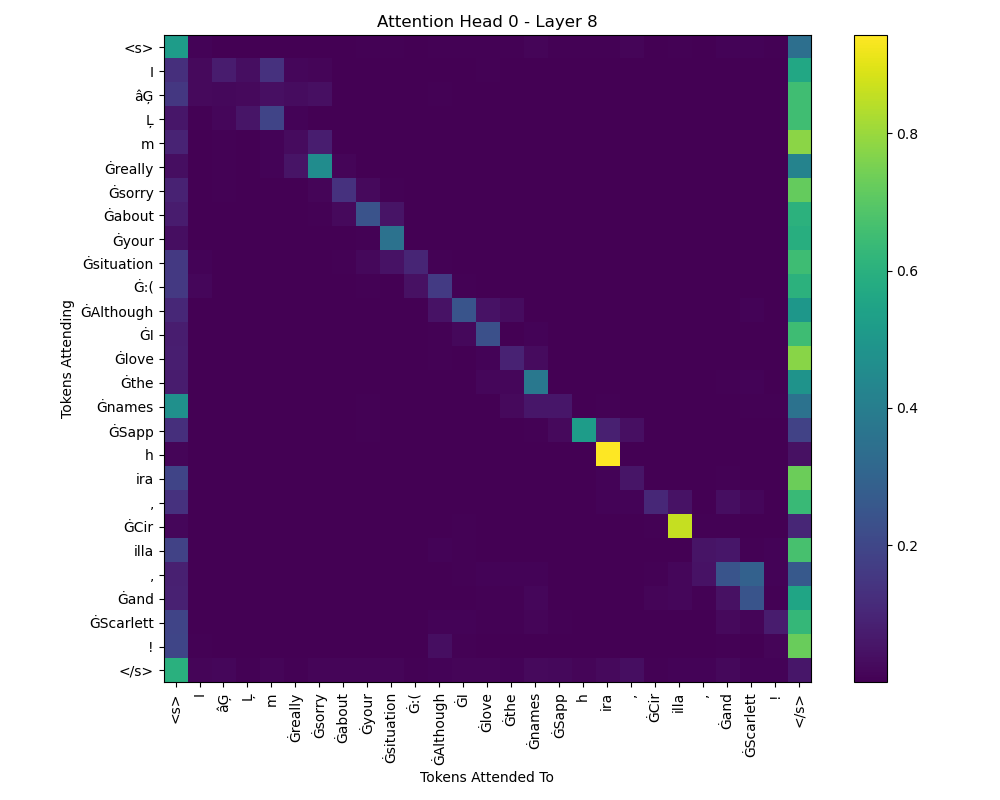 Attention Head 0 - Layer 8
Tokens Attending
<s>
I
âĢ
Ļ
m
Ġreally
Ġsorry
Ġabout
Ġyour
Ġsituation
Ġ:(
ĠAlthough
ĠI
Ġlove
Ġthe
Ġnames
ĠSapp
h
ira
,
ĠCir
illa
,
Ġand
ĠScarlett
!
</s>
<s>
I
âĢ
Ļ
m
Ġreally
Ġsorry
Ġabout
Ġyour
Ġsituation
Ġ:(
ĠAlthough
ĠI
Ġlove
Ġthe
Ġnames
ĠSapp
h
ira
,
ĠCir
illa
,
Ġand
ĠScarlett
!
</s>
Tokens Attended To
0.8
0.6
0.4
0.2